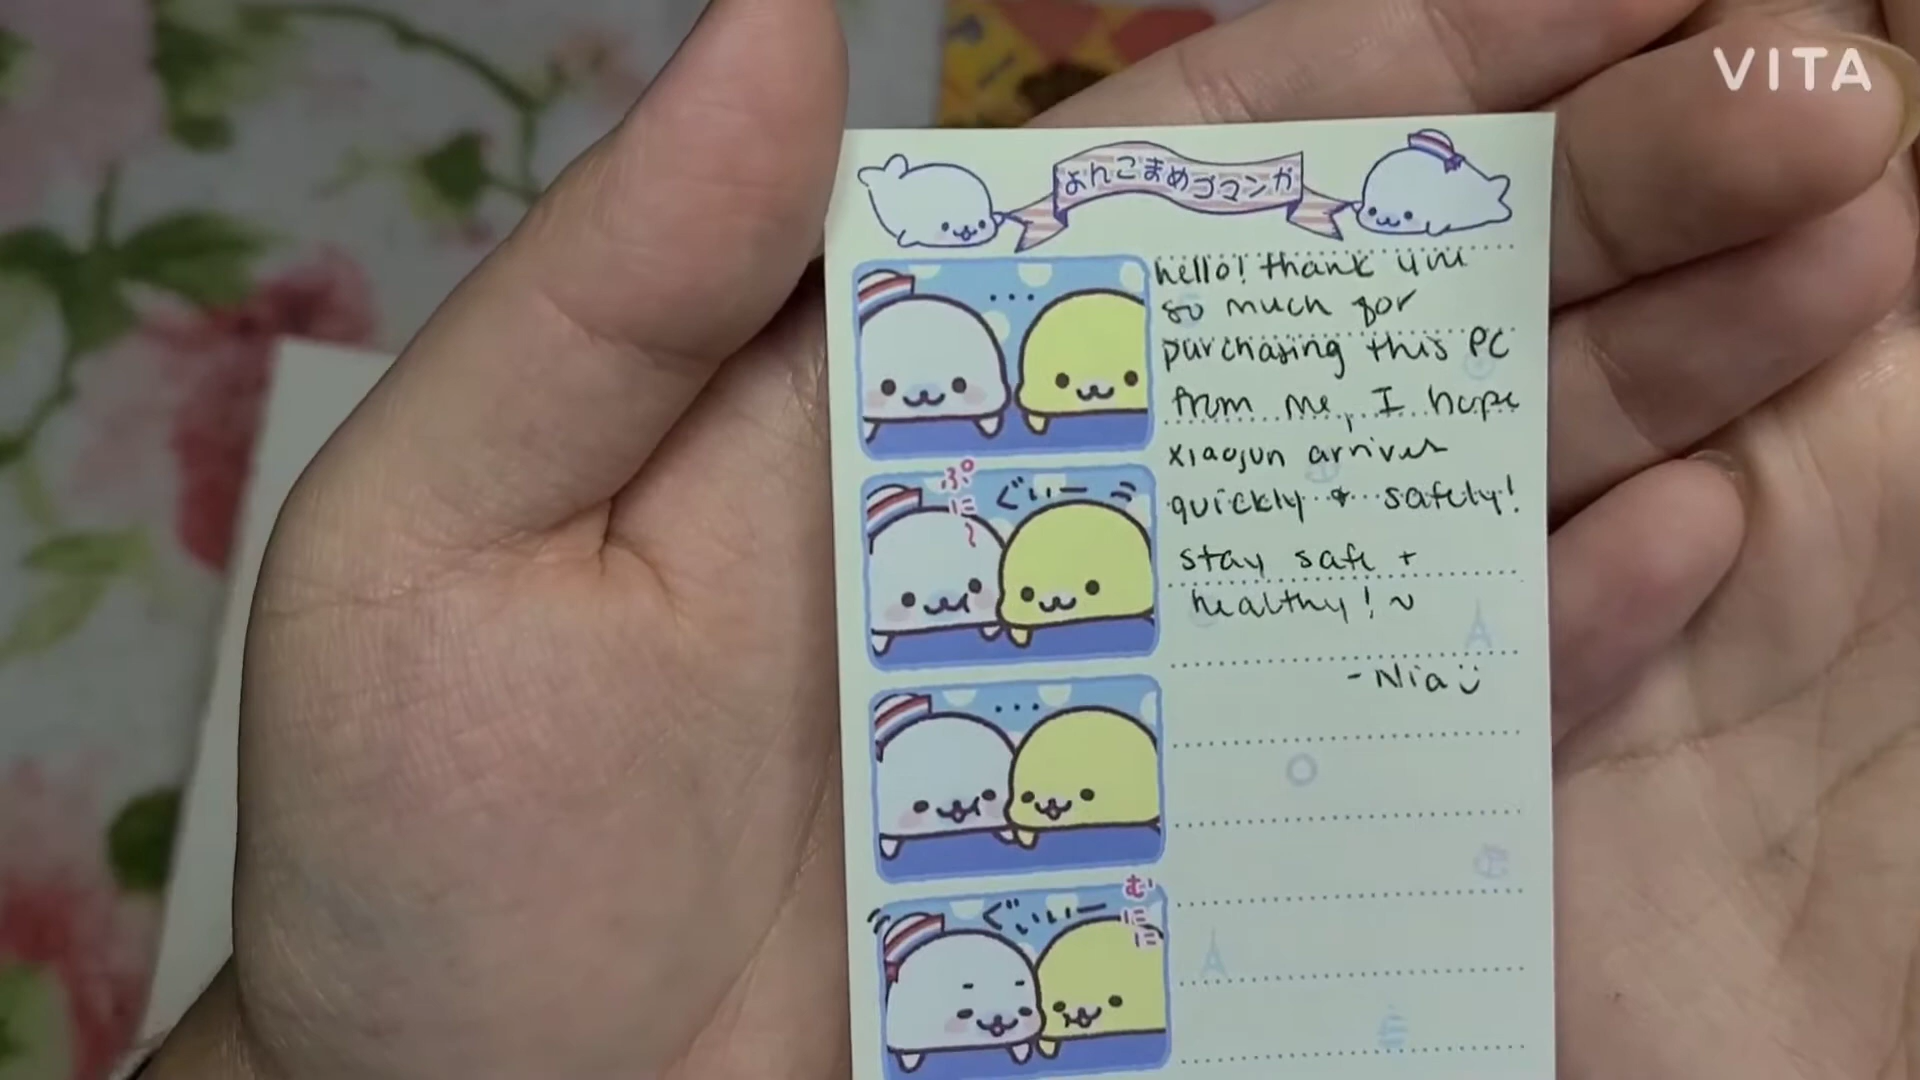 VITA
よんこまめゴマンガ
hello! thank you
so much for
purchasing this PC
from me, I hope
xiaojun arrives
quickly & safely!
stay safe +
healthy! ~
-Nia
...
ぷに〜
ぐいー
...
ぐいいー
むにに